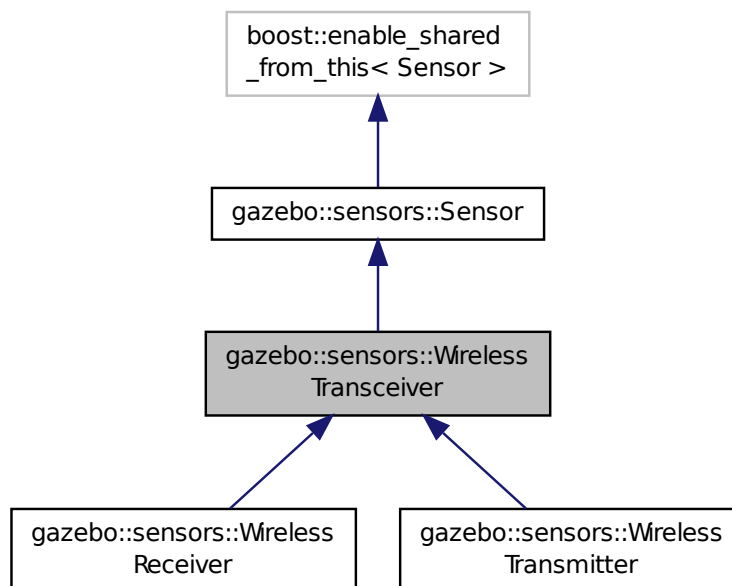 boost::enable_shared
_from_this< Sensor >
gazebo::sensors::Sensor
gazebo::sensors::Wireless
Transceiver
gazebo::sensors::Wireless
Receiver
gazebo::sensors::Wireless
Transmitter